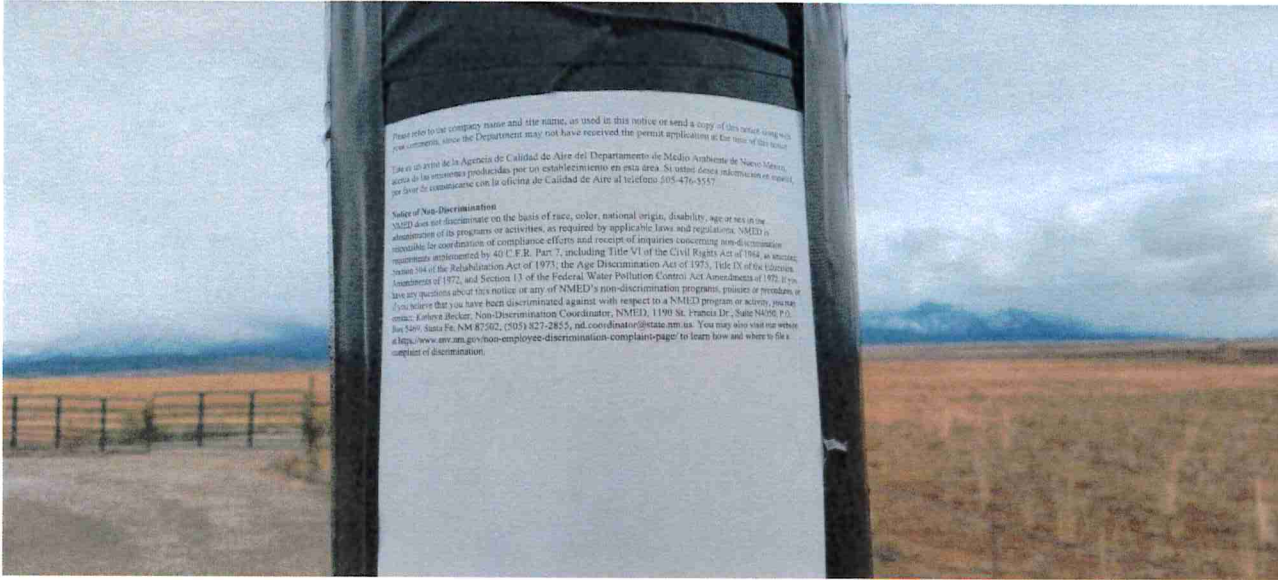 Please refer to the company name and site name, as used in this notice or send a copy of this notice along with
your comments, since the Department may not have received the permit application at the time of this notice.
Este es un aviso de la Agencia de Calidad de Aire del Departamento de Medio Ambiente de Nuevo Mexico,
acerca de las emisiones producidas por un establecimiento en esta área. Si usted desea información en español,
por favor de comunicarse con la oficina de Calidad de Aire al teléfono 505-476-5557.
Notice of Non-Discrimination
NMED does not discriminate on the basis of race, color, national origin, disability, age or sex in the
administration of its programs or activities, as required by applicable laws and regulations. NMED is
responsible for coordination of compliance efforts and receipt of inquiries concerning non-discrimination
requirements implemented by 40 C.F.R. Part 7, including Title VI of the Civil Rights Act of 1964, as amended;
Section 504 of the Rehabilitation Act of 1973; the Age Discrimination Act of 1975, Title IX of the Education
Amendments of 1972, and Section 13 of the Federal Water Pollution Control Act Amendments of 1972. If you
have any questions about this notice or any of NMED's non-discrimination programs, policies or procedures, or
if you believe that you have been discriminated against with respect to a NMED program or activity, you may
contact: Kathryn Becker, Non-Discrimination Coordinator, NMED, 1190 St. Francis Dr., Suite N4050, P.O.
Box 5469, Santa Fe, NM 87502, (505) 827-2855, nd.coordinator@state.nm.us. You may also visit our website
at https://www.env.nm.gov/non-employee-discrimination-complaint-page/ to learn how and where to file a
complaint of discrimination.